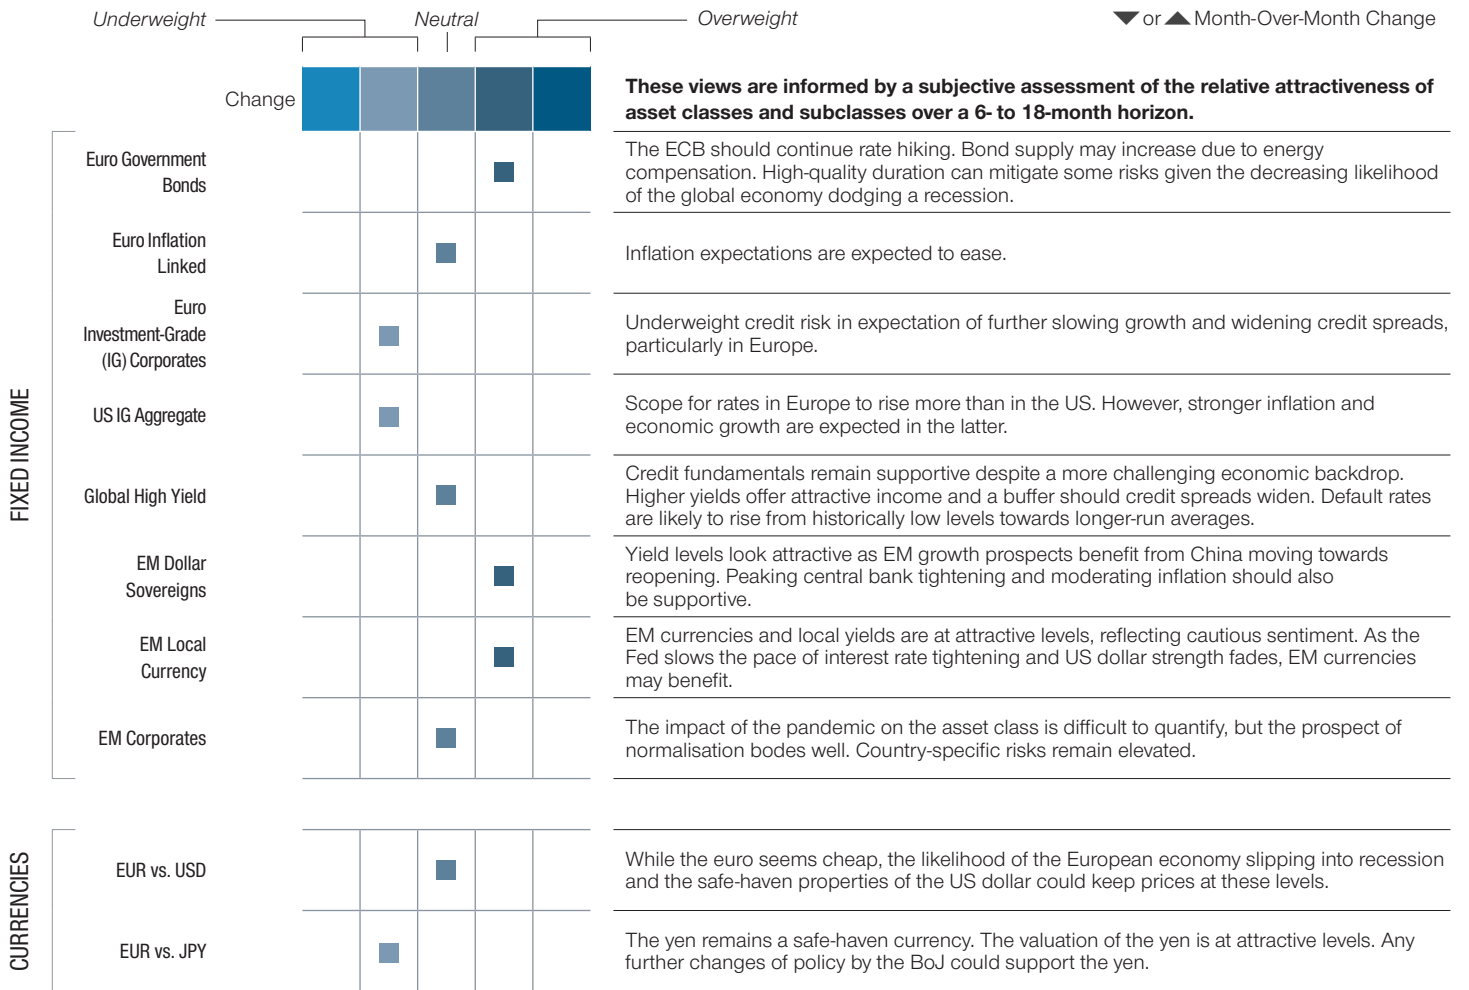 Underweight
Neutral
Overweight
▼ or ▲ Month-Over-Month Change
Change
These views are informed by a subjective assessment of the relative attractiveness of
asset classes and subclasses over a 6- to 18-month horizon.
FIXED INCOME
Euro Government
Bonds
The ECB should continue rate hiking. Bond supply may increase due to energy
compensation. High-quality duration can mitigate some risks given the decreasing likelihood
of the global economy dodging a recession.
Euro Inflation
Linked
Inflation expectations are expected to ease.
Euro
Investment-Grade
(IG) Corporates
Underweight credit risk in expectation of further slowing growth and widening credit spreads,
particularly in Europe.
US IG Aggregate
Scope for rates in Europe to rise more than in the US. However, stronger inflation and
economic growth are expected in the latter.
Global High Yield
Credit fundamentals remain supportive despite a more challenging economic backdrop.
Higher yields offer attractive income and a buffer should credit spreads widen. Default rates
are likely to rise from historically low levels towards longer-run averages.
EM Dollar
Sovereigns
Yield levels look attractive as EM growth prospects benefit from China moving towards
reopening. Peaking central bank tightening and moderating inflation should also
be supportive.
EM Local
Currency
EM currencies and local yields are at attractive levels, reflecting cautious sentiment. As the
Fed slows the pace of interest rate tightening and US dollar strength fades, EM currencies
may benefit.
EM Corporates
The impact of the pandemic on the asset class is difficult to quantify, but the prospect of
normalisation bodes well. Country-specific risks remain elevated.
CURRENCIES
EUR vs. USD
While the euro seems cheap, the likelihood of the European economy slipping into recession
and the safe-haven properties of the US dollar could keep prices at these levels.
EUR vs. JPY
The yen remains a safe-haven currency. The valuation of the yen is at attractive levels. Any
further changes of policy by the BoJ could support the yen.